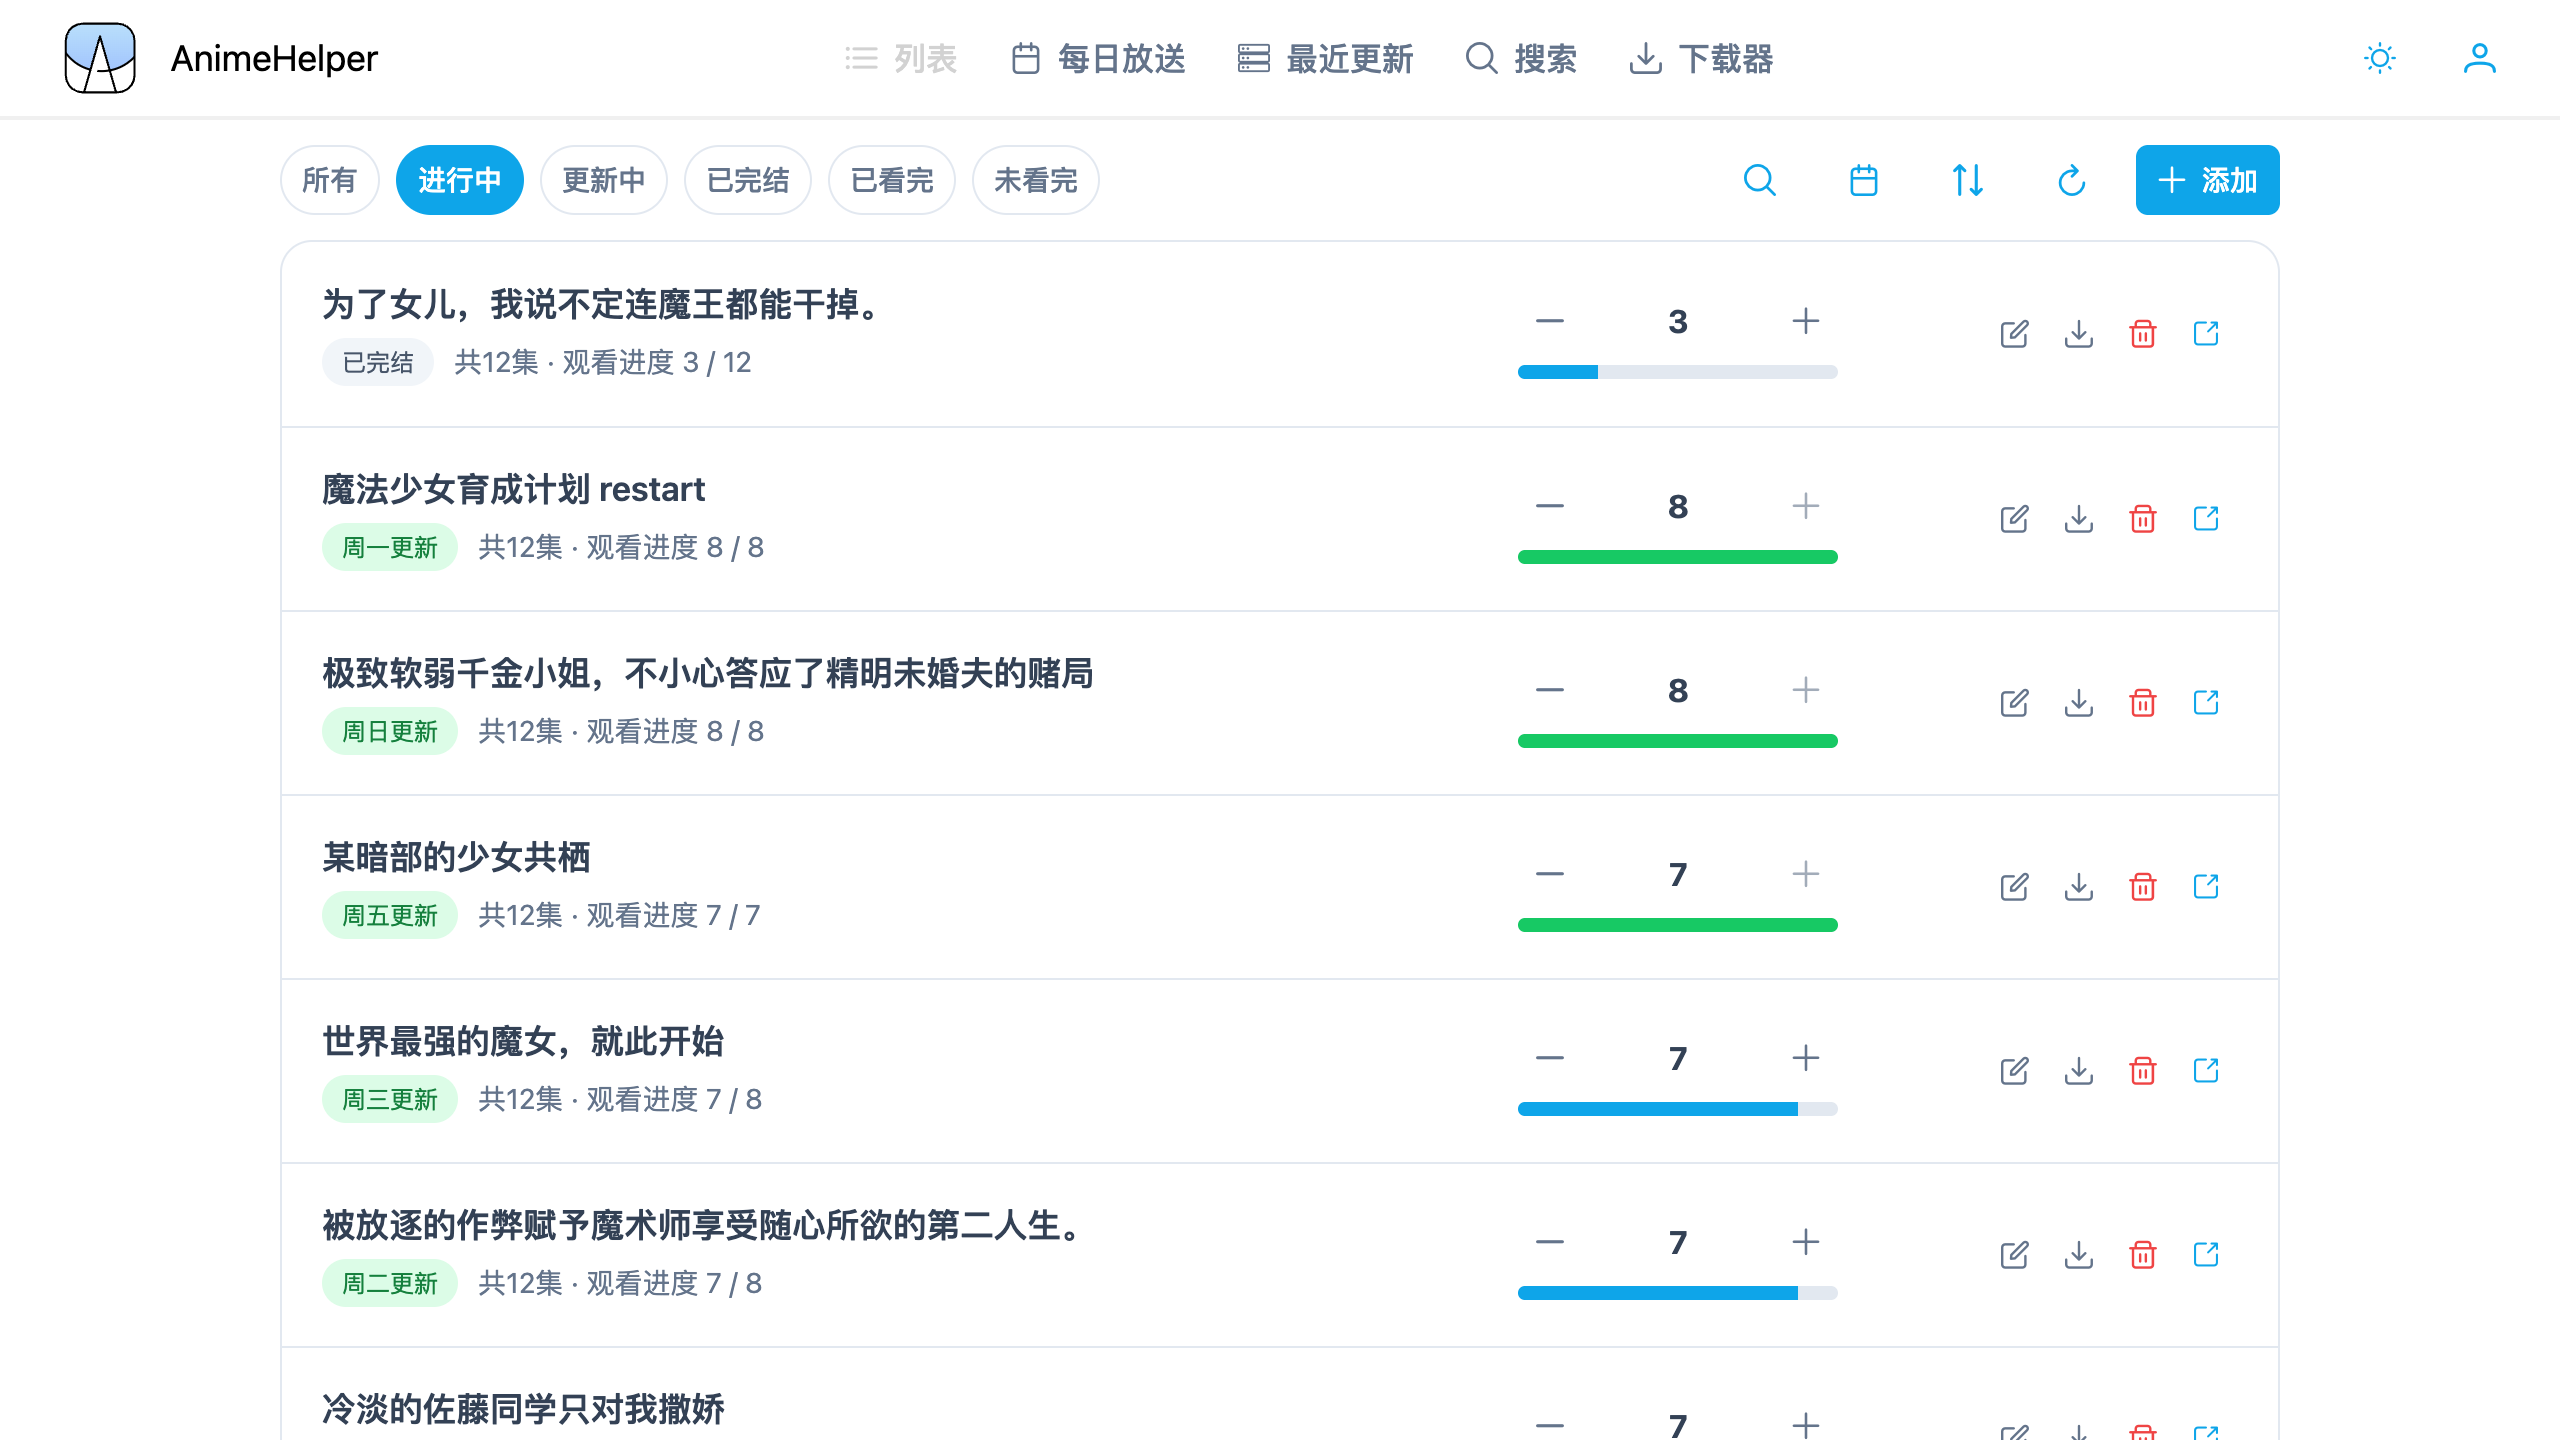 AnimeHelper
列表 每日放送 最近更新 搜索 下载器
所有 进行中 更新中 已完结 已看完 未看完 添加
为了女儿，我说不定连魔王都能干掉。
3
已完结 共12集 · 观看进度 3 / 12
魔法少女育成计划 restart
8
周一更新 共12集 · 观看进度 8 / 8
极致软弱千金小姐，不小心答应了精明未婚夫的赌局
8
周日更新 共12集 · 观看进度 8 / 8
某暗部的少女共栖
7
周五更新 共12集 · 观看进度 7 / 7
世界最强的魔女，就此开始
7
周三更新 共12集 · 观看进度 7 / 8
被放逐的作弊赋予魔术师享受随心所欲的第二人生。
7
周二更新 共12集 · 观看进度 7 / 8
冷淡的佐藤同学只对我撒娇
7